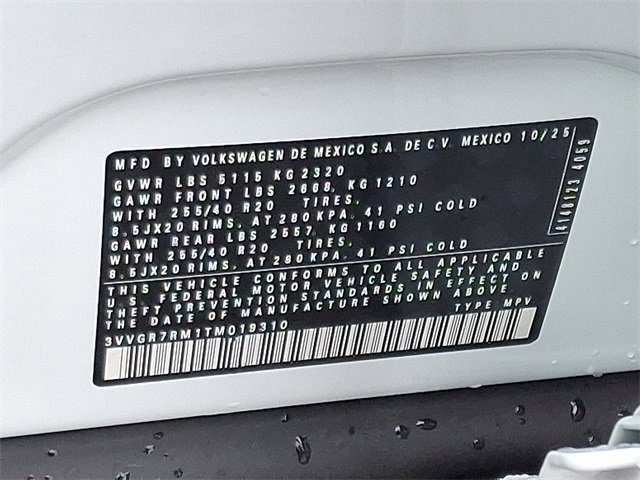 MFD BY VOLKSWAGEN DE MEXICO S.A. DE C.V. MEXICO 10/25
GVWR LBS 5115 KG 2320
GAWR FRONT LBS 2668, KG 1210
WITH 255/40 R20 TIRES.
8.5JX20 RIMS, AT 280 KPA. 41 PSI COLD
GAWR REAR LBS 2557 KG 1160
WITH 255/40 R20 TIRES.
8.5JX20 RIMS, AT 280 KPA. 41 PSI COLD
THIS VEHICLE CONFORMS TO ALL APPLICABLE
U.S. FEDERAL MOTOR VEHICLE SAFETY AND
THEFT PREVENTION STANDARDS IN EFFECT ON
THE DATE OF MANUFACTURE SHOWN ABOVE
3VVGR7RM1TM019310 TYPE MPV
4148123 4059